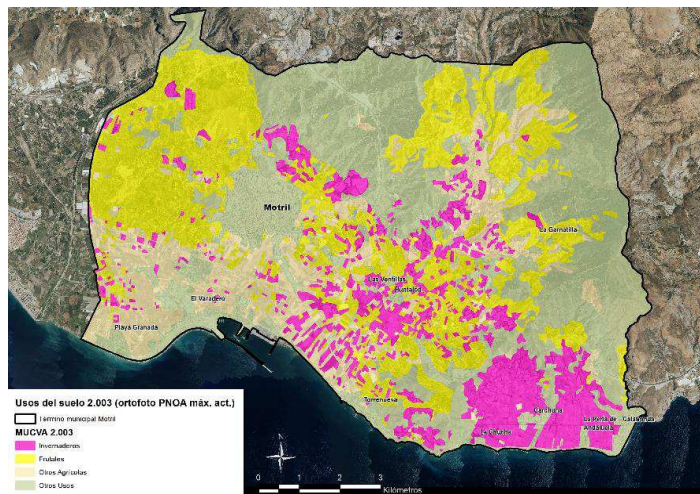 Motril
La Garnatilla
Las Ventillas
Puntalón
El Varadero
Playa Granada
Torrenueva
Carchuna
La Chucha
La Perla de Andalucía
Calahonda
Usos del suelo 2.003 (ortofoto PNOA máx. act.)
Término municipal Motril
MUCVA 2.003
Invernaderos
Frutales
Otros Agrícolas
Otros Usos
0 1 2 3
Kilómetros